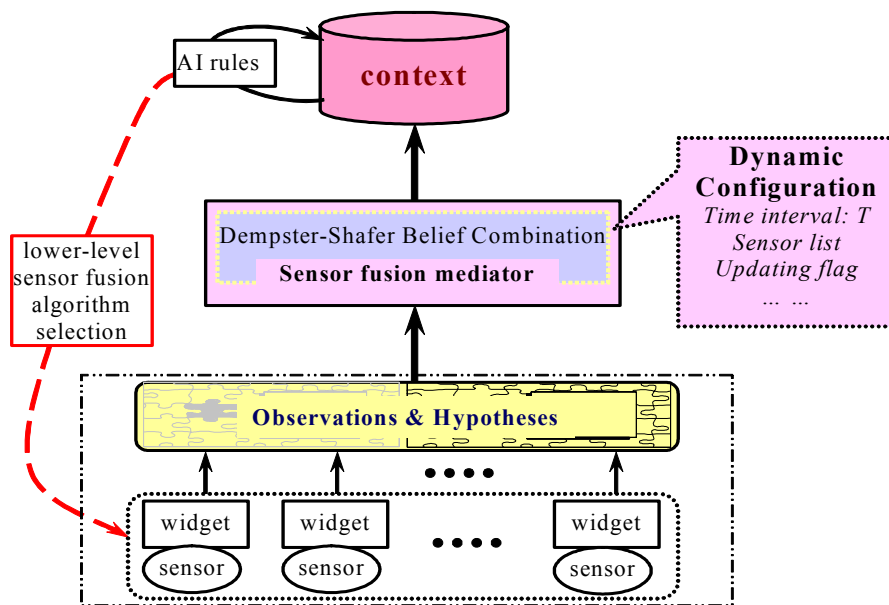 AI rules
context
Dynamic
Configuration
Time interval: T
Sensor list
Updating flag
... ...
Dempster-Shafer Belief Combination
Sensor fusion mediator
lower-level
sensor fusion
algorithm
selection
Observations & Hypotheses
widget
widget
widget
sensor
sensor
sensor